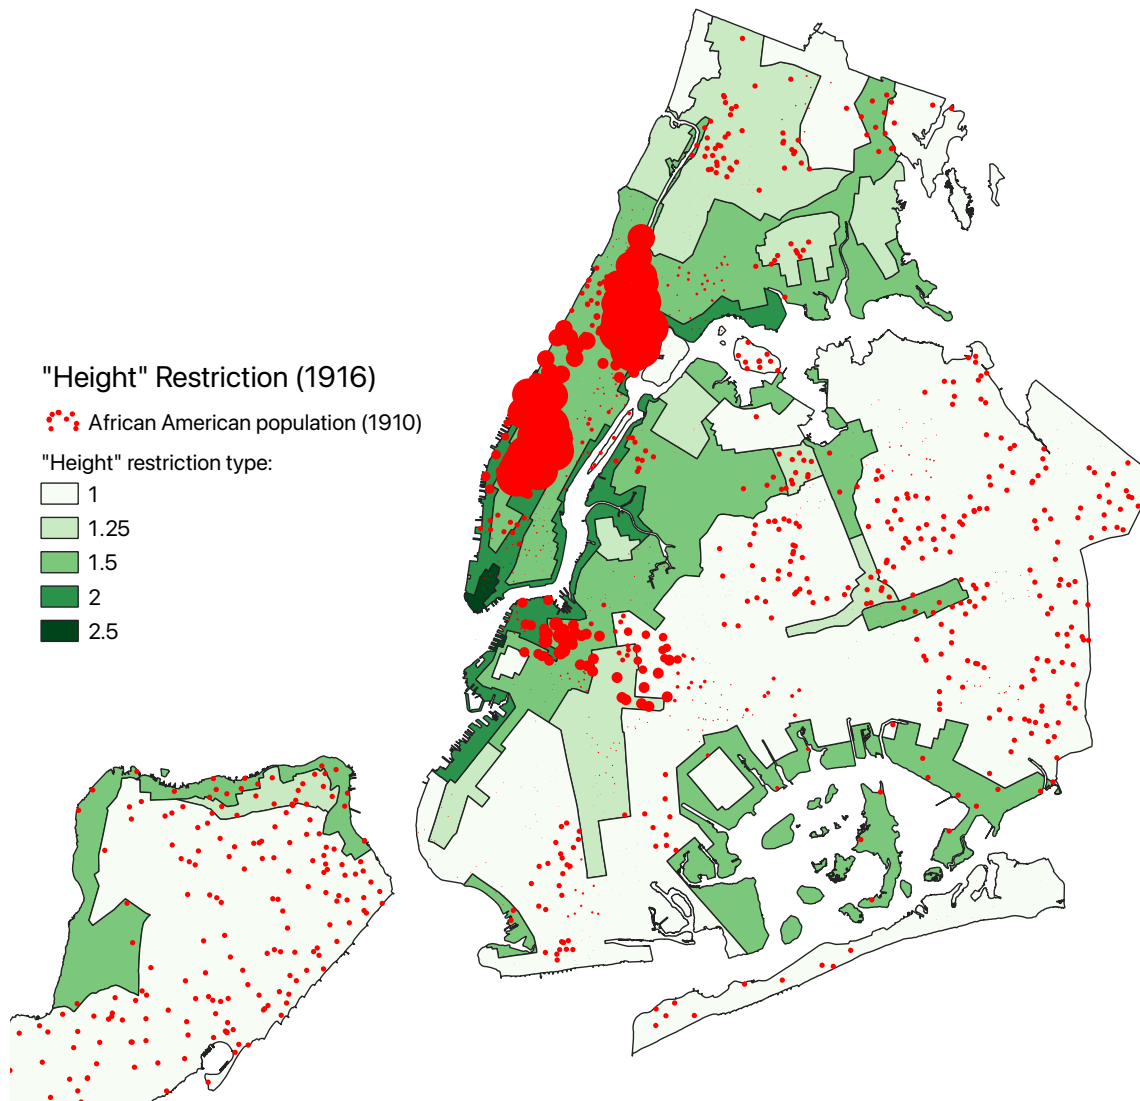 "Height" Restriction (1916)
African American population (1910)
"Height" restriction type:
1
1.25
1.5
2
2.5